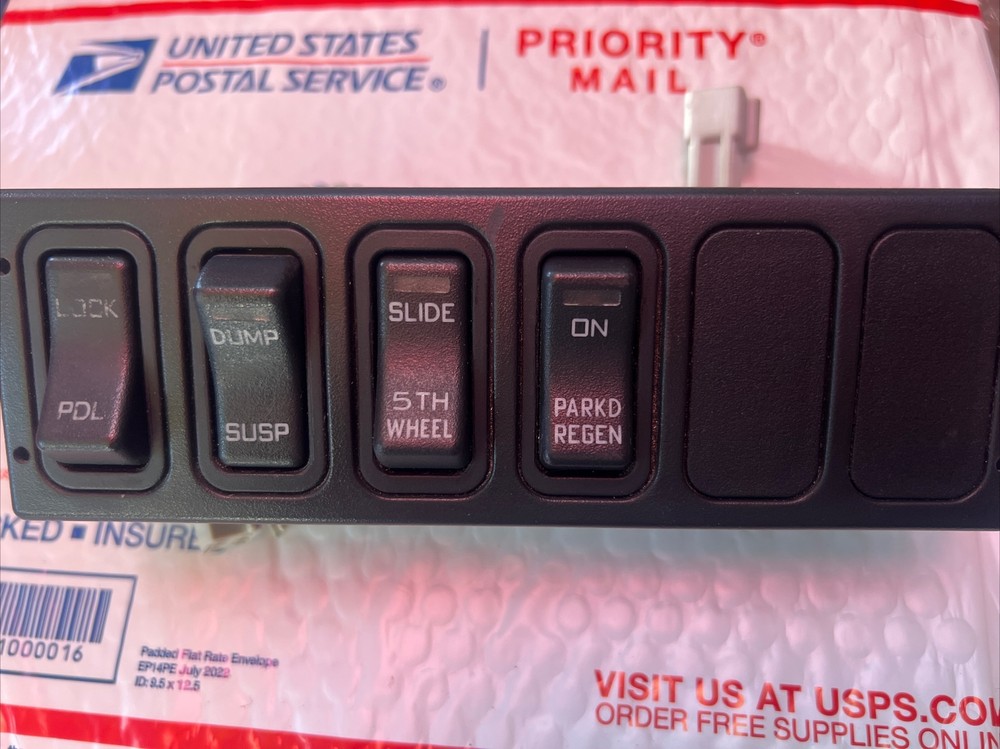 UNITED STATES
POSTAL SERVICE®
PRIORITY®
MAIL
LOCK
PDL
DUMP
SUSP
SLIDE
5TH
WHEEL
ON
PARKD
REGEN
KED ▪ INSURE
1000016
Padded Flat Rate Envelope
EP14PE July 2022
ID: 9.5 x 12.5
VISIT US AT USPS.CO
ORDER FREE SUPPLIES ONLIN